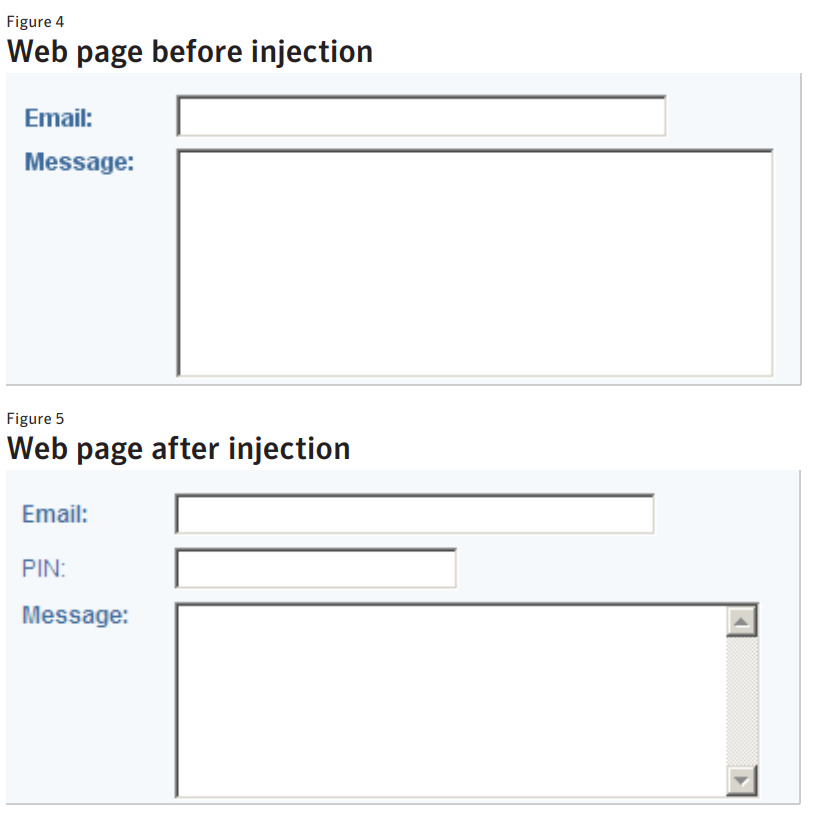 Figure 4
Web page before injection
Email:
Message:
Figure 5
Web page after injection
Email:
PIN:
Message: